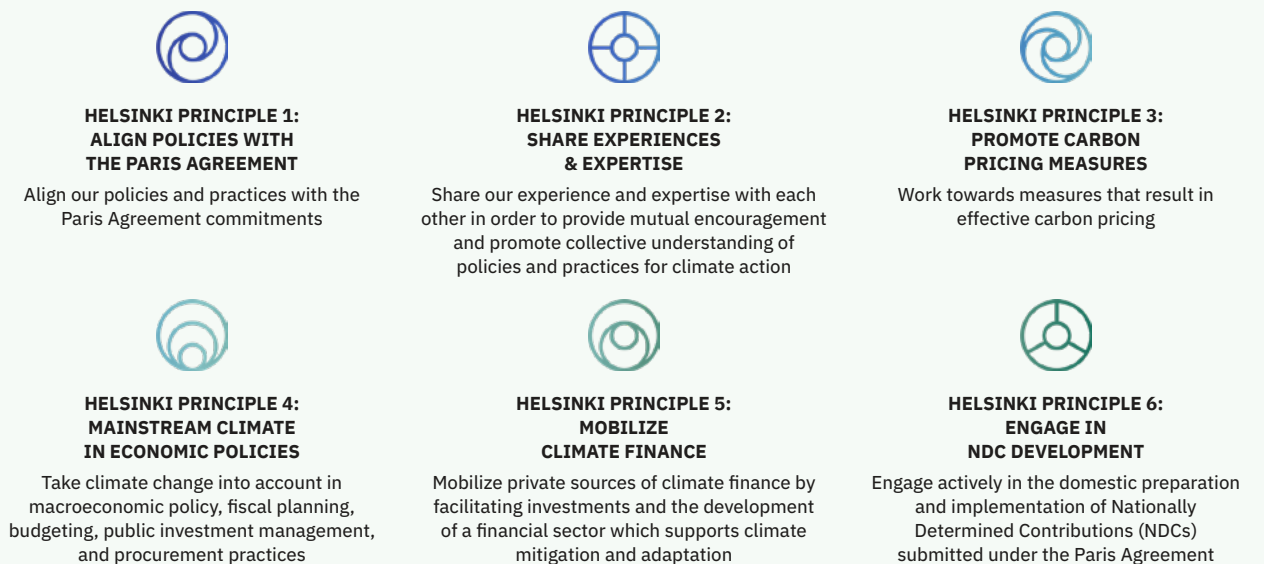 HELSINKI PRINCIPLE 1:
ALIGN POLICIES WITH
THE PARIS AGREEMENT
Align our policies and practices with the
Paris Agreement commitments
HELSINKI PRINCIPLE 2:
SHARE EXPERIENCES
& EXPERTISE
Share our experience and expertise with each
other in order to provide mutual encouragement
and promote collective understanding of
policies and practices for climate action
HELSINKI PRINCIPLE 3:
PROMOTE CARBON
PRICING MEASURES
Work towards measures that result in
effective carbon pricing
HELSINKI PRINCIPLE 4:
MAINSTREAM CLIMATE
IN ECONOMIC POLICIES
Take climate change into account in
macroeconomic policy, fiscal planning,
budgeting, public investment management,
and procurement practices
HELSINKI PRINCIPLE 5:
MOBILIZE
CLIMATE FINANCE
Mobilize private sources of climate finance by
facilitating investments and the development
of a financial sector which supports climate
mitigation and adaptation
HELSINKI PRINCIPLE 6:
ENGAGE IN
NDC DEVELOPMENT
Engage actively in the domestic preparation
and implementation of Nationally
Determined Contributions (NDCs)
submitted under the Paris Agreement